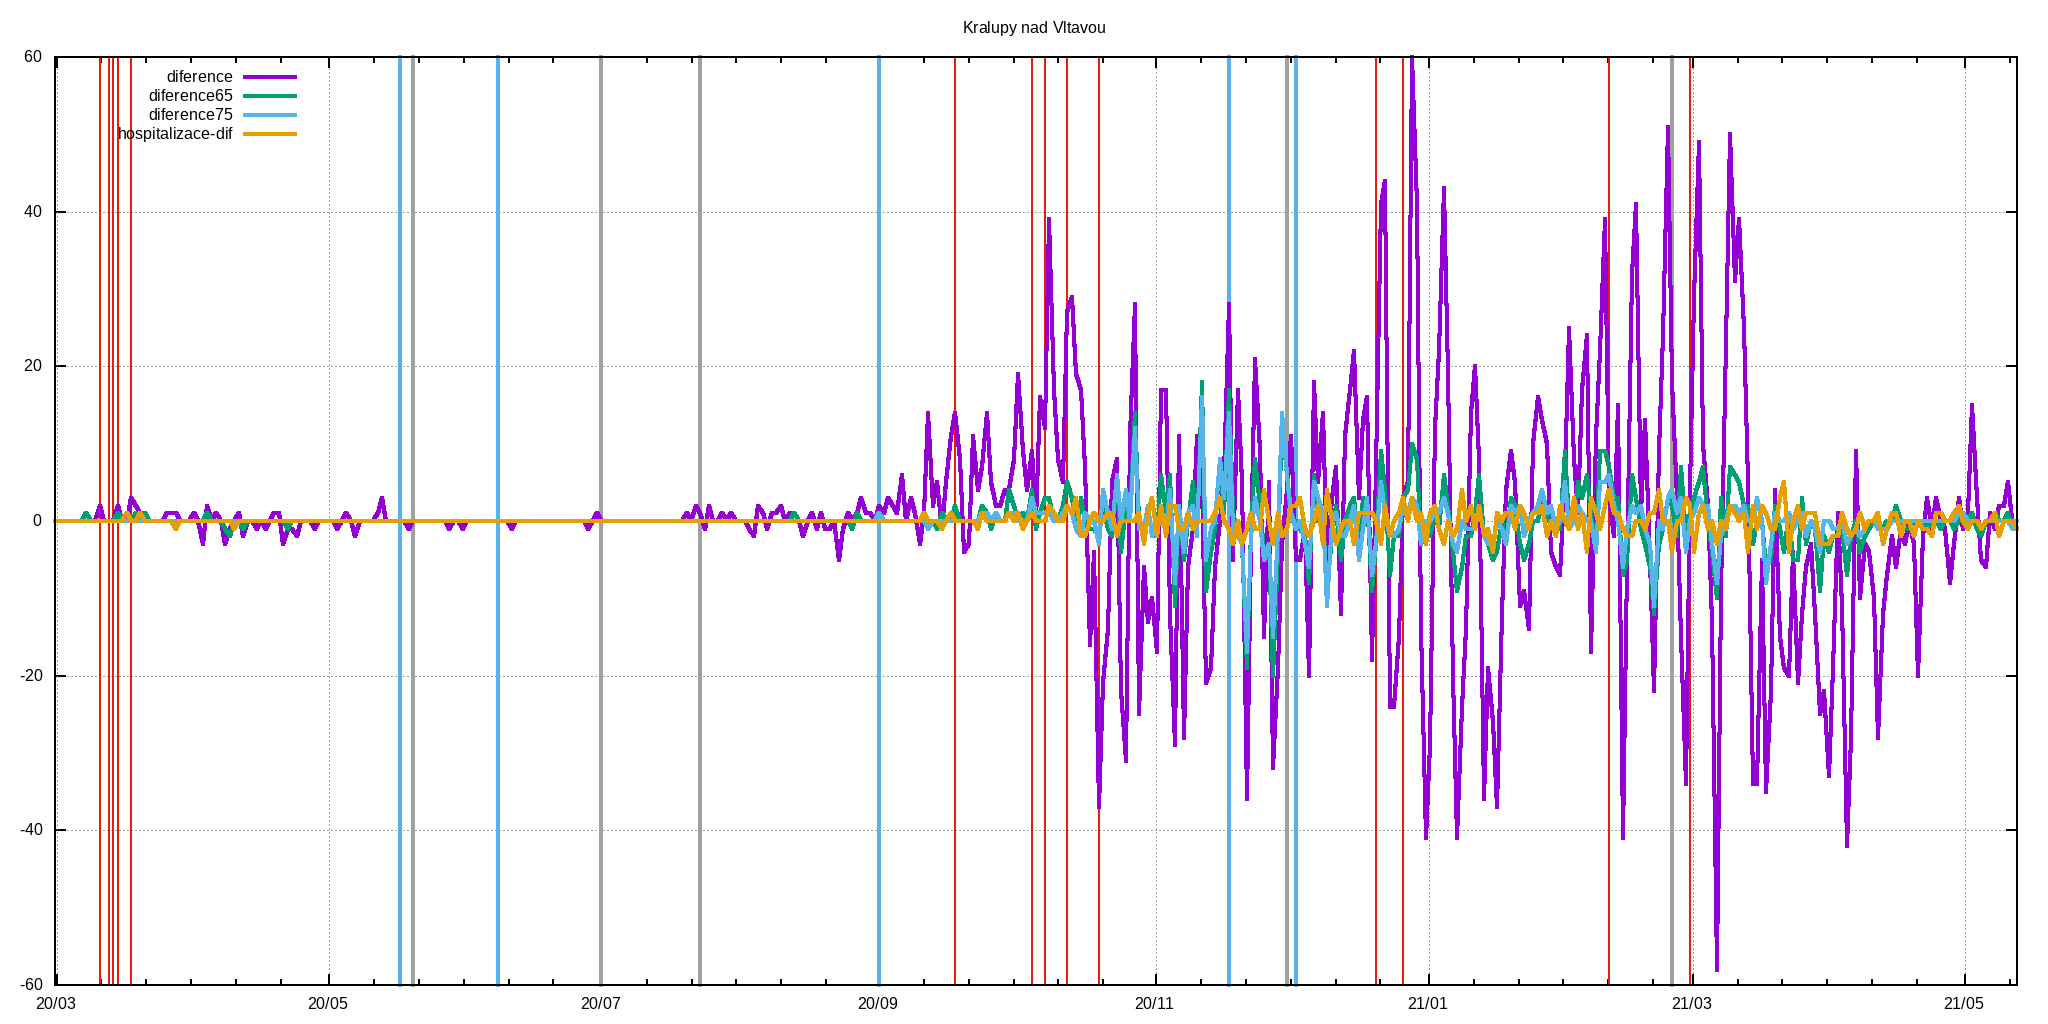 Kralupy nad Vltavou
60
diference
diference65
diference75
hospitalizace-dif
40
20
0
-20
-40
-60
20/03 20/05 20/07 20/09 20/11 21/01 21/03 21/05